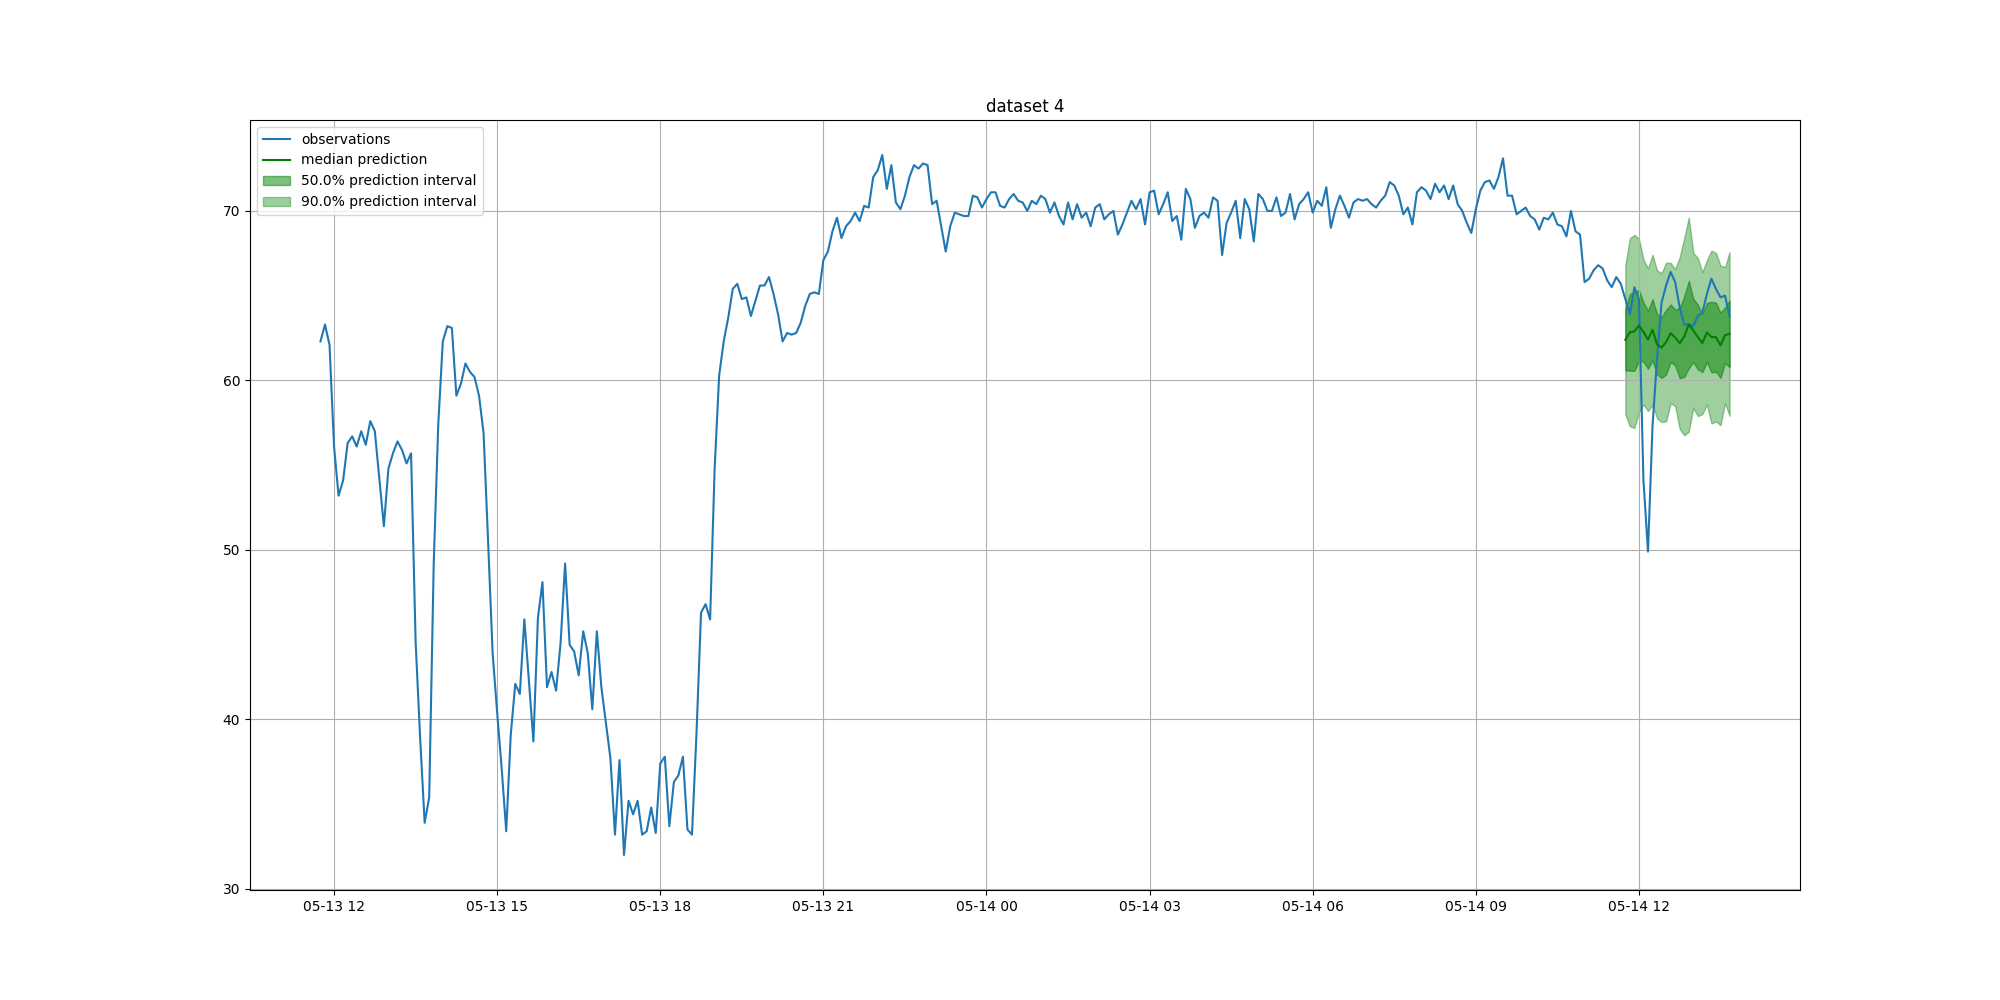 dataset 4
observations
median prediction
50.0% prediction interval
90.0% prediction interval
70
60
50
40
30
05-13 12
05-13 15
05-13 18
05-13 21
05-14 00
05-14 03
05-14 06
05-14 09
05-14 12